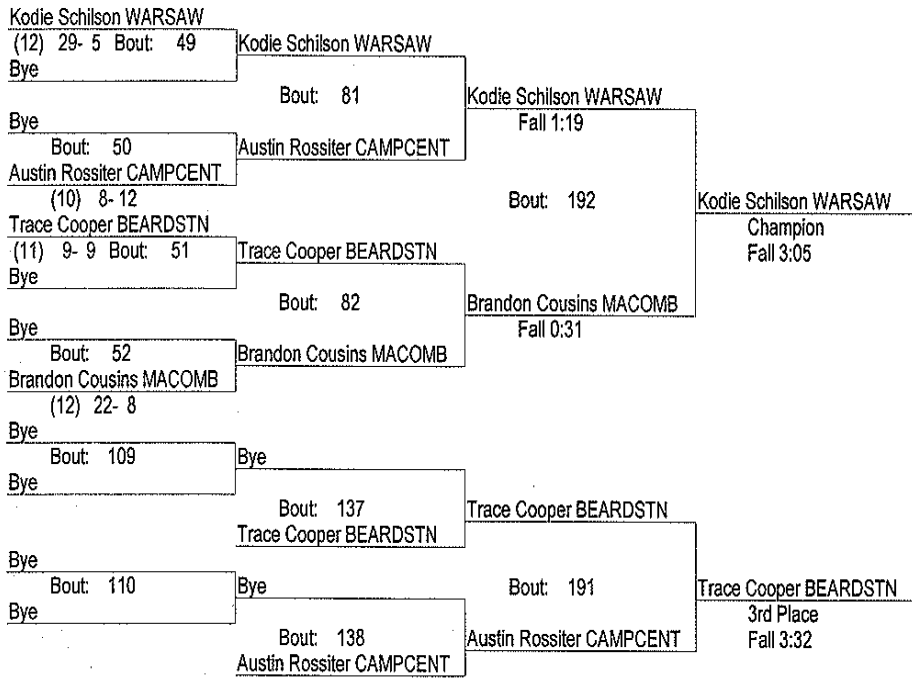 Kodie Schilson WARSAW
(12) 29- 5 Bout: 49
Kodie Schilson WARSAW
Bye
Bout: 81
Kodie Schilson WARSAW
Fall 1:19
Bye
Bout: 50
Austin Rossiter CAMPCENT
Austin Rossiter CAMPCENT
(10) 8- 12
Bout: 192
Kodie Schilson WARSAW
Champion
Fall 3:05
Trace Cooper BEARDSTN
(11) 9- 9 Bout: 51
Trace Cooper BEARDSTN
Bye
Bout: 82
Brandon Cousins MACOMB
Fall 0:31
Bye
Bout: 52
Brandon Cousins MACOMB
Brandon Cousins MACOMB
(12) 22- 8
Bye
Bout: 109
Bye
Bye
Bout: 137
Trace Cooper BEARDSTN
Trace Cooper BEARDSTN
Bye
Bout: 110
Bye
Bout: 191
Trace Cooper BEARDSTN
3rd Place
Fall 3:32
Bye
Bout: 138
Austin Rossiter CAMPCENT
Austin Rossiter CAMPCENT